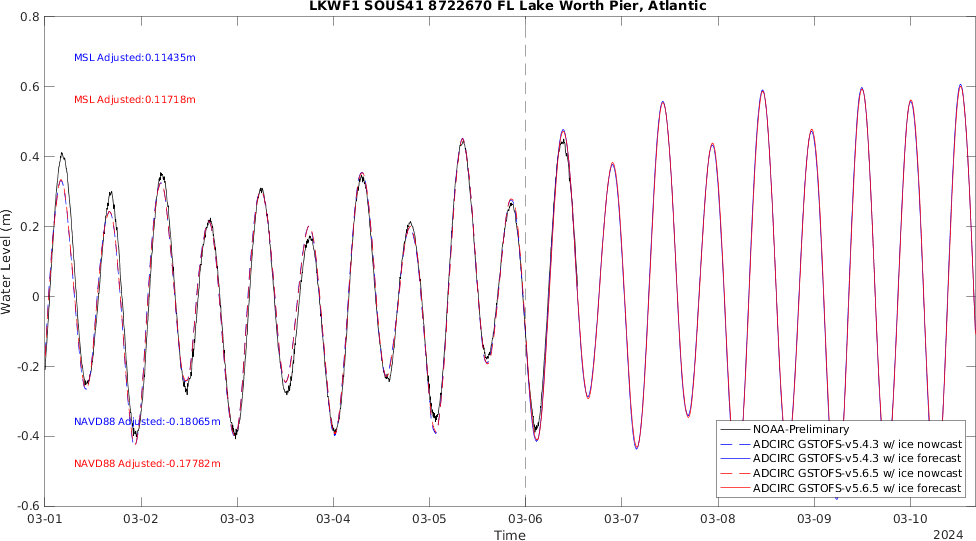 LKWF1 SOUS41 8722670 FL Lake Worth Pier, Atlantic
0.8
0.6
0.4
0.2
0
-0.2
-0.4
-0.6
Water Level (m)
MSL Adjusted:0.11435m
MSL Adjusted:0.11718m
NAVD88 Adjusted:-0.18065m
NAVD88 Adjusted:-0.17782m
NOAA-Preliminary
ADCIRC GSTOFS-v5.4.3 w/ ice nowcast
ADCIRC GSTOFS-v5.4.3 w/ ice forecast
ADCIRC GSTOFS-v5.6.5 w/ ice nowcast
ADCIRC GSTOFS-v5.6.5 w/ ice forecast
03-01 03-02 03-03 03-04 03-05 03-06 03-07 03-08 03-09 03-10
Time
2024